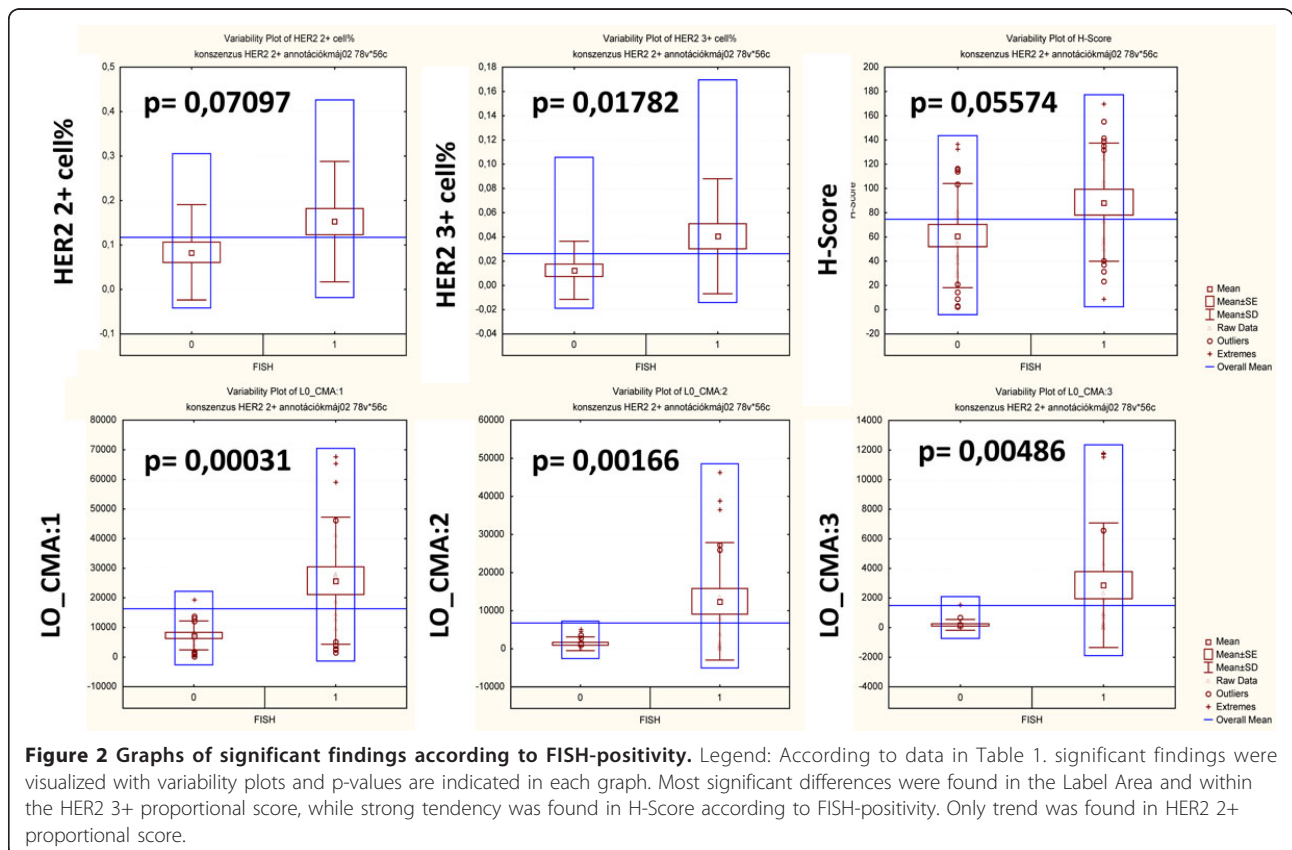 Variability Plot of HER2 2+ cell%
konszenzus HER2 2+ annotációkmáj02 78v*56c
p= 0,07097
HER2 2+ cell%
0,5
0,4
0,3
0,2
0,1
0,0
-0,1
0
1
FISH
Variability Plot of HER2 3+ cell%
konszenzus HER2 2+ annotációkmáj02 78v*56c
p= 0,01782
HER2 3+ cell%
0,18
0,16
0,14
0,12
0,10
0,08
0,06
0,04
0,02
0,00
-0,02
-0,04
0
1
FISH
Variability Plot of H-Score
konszenzus HER2 2+ annotációkmáj02 78v*56c
p= 0,05574
H-Score
H-Score
200
180
160
140
120
100
80
60
40
20
0
-20
0
1
FISH
Mean
Mean±SE
Mean±SD
Raw Data
Outliers
Extremes
Overall Mean
Variability Plot of L0_CMA:1
konszenzus HER2 2+ annotációkmáj02 78v*56c
p= 0,00031
LO_CMA:1
80000
70000
60000
50000
40000
30000
20000
10000
0
-10000
0
1
FISH
Variability Plot of L0_CMA:2
konszenzus HER2 2+ annotációkmáj02 78v*56c
p= 0,00166
LO_CMA:2
60000
50000
40000
30000
20000
10000
0
-10000
0
1
FISH
Variability Plot of L0_CMA:3
konszenzus HER2 2+ annotációkmáj02 78v*56c
p= 0,00486
LO_CMA:3
14000
12000
10000
8000
6000
4000
2000
0
-2000
-4000
0
1
FISH
Mean
Mean±SE
Mean±SD
Raw Data
Outliers
Extremes
Overall Mean
Figure 2 Graphs of significant findings according to FISH-positivity. Legend: According to data in Table 1. significant findings were
visualized with variability plots and p-values are indicated in each graph. Most significant differences were found in the Label Area and within
the HER2 3+ proportional score, while strong tendency was found in H-Score according to FISH-positivity. Only trend was found in HER2 2+
proportional score.